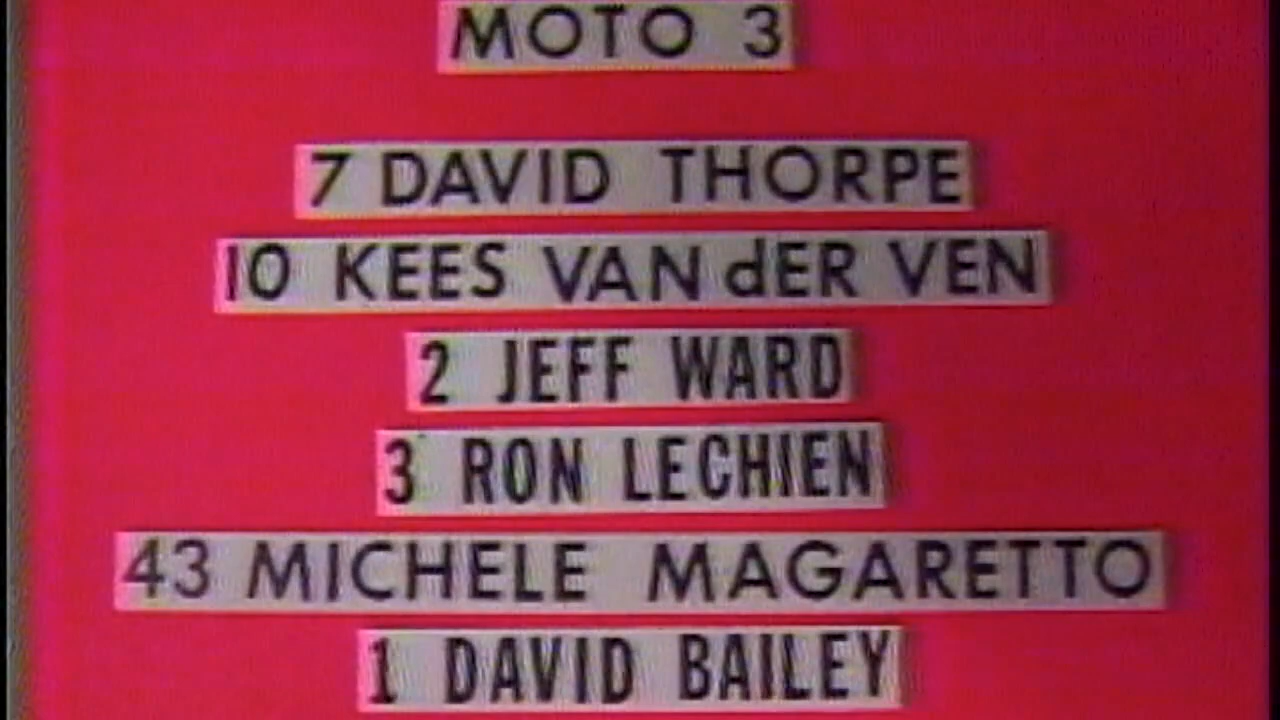 MOTO 3
7 DAVID THORPE
10 KEES VAN dER VEN
2 JEFF WARD
3 RON LECHIEN
43 MICHELE MAGARETTO
1 DAVID BAILEY